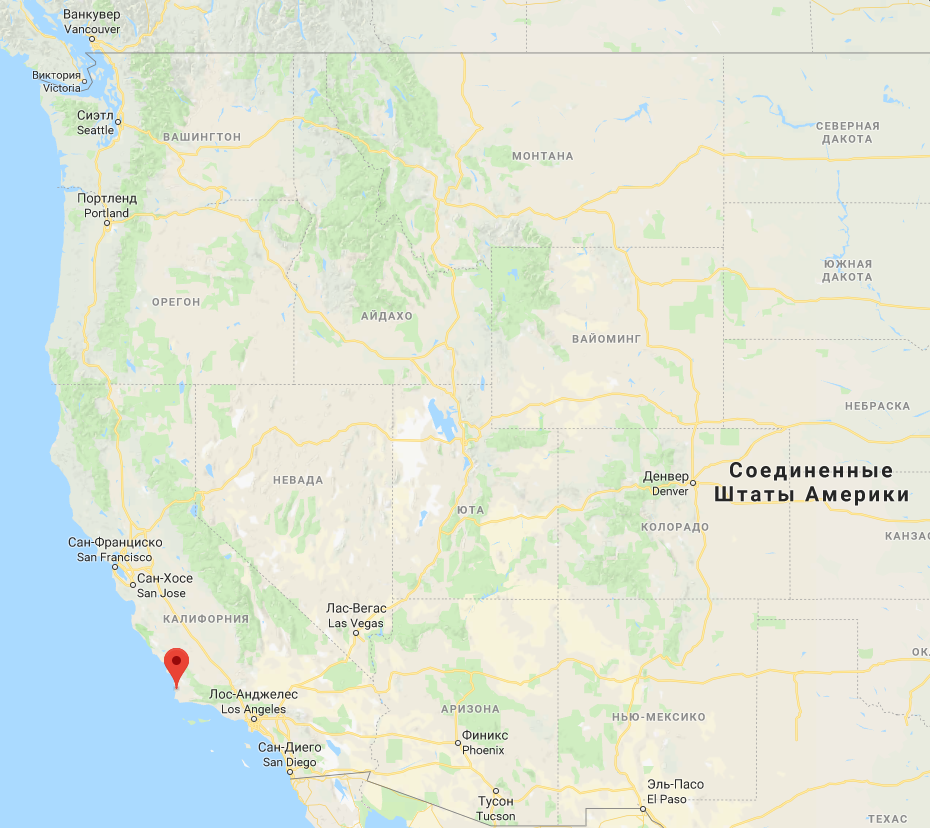 Ванкувер
Vancouver
Виктория
Victoria
Сиэтл
Seattle
ВАШИНГТОН
СЕВЕРНАЯ
ДАКОТА
МОНТАНА
Портленд
Portland
ЮЖНАЯ
ДАКОТА
ОРЕГОН
АЙДАХО
ВАЙОМИНГ
НЕБРАСКА
НЕВАДА
Денвер
Denver
Соединенные
Штаты Америки
ЮТА
КОЛОРАДО
КАНЗАС
Сан-Франциско
San Francisco
Сан-Хосе
San Jose
КАЛИФОРНИЯ
Лас-Вегас
Las Vegas
ОК
Лос-Анджелес
Los Angeles
АРИЗОНА
НЬЮ-МЕКСИКО
Финикс
Phoenix
Сан-Диего
San Diego
Тусон
Tucson
Эль-Пасо
El Paso
ТЕХАС